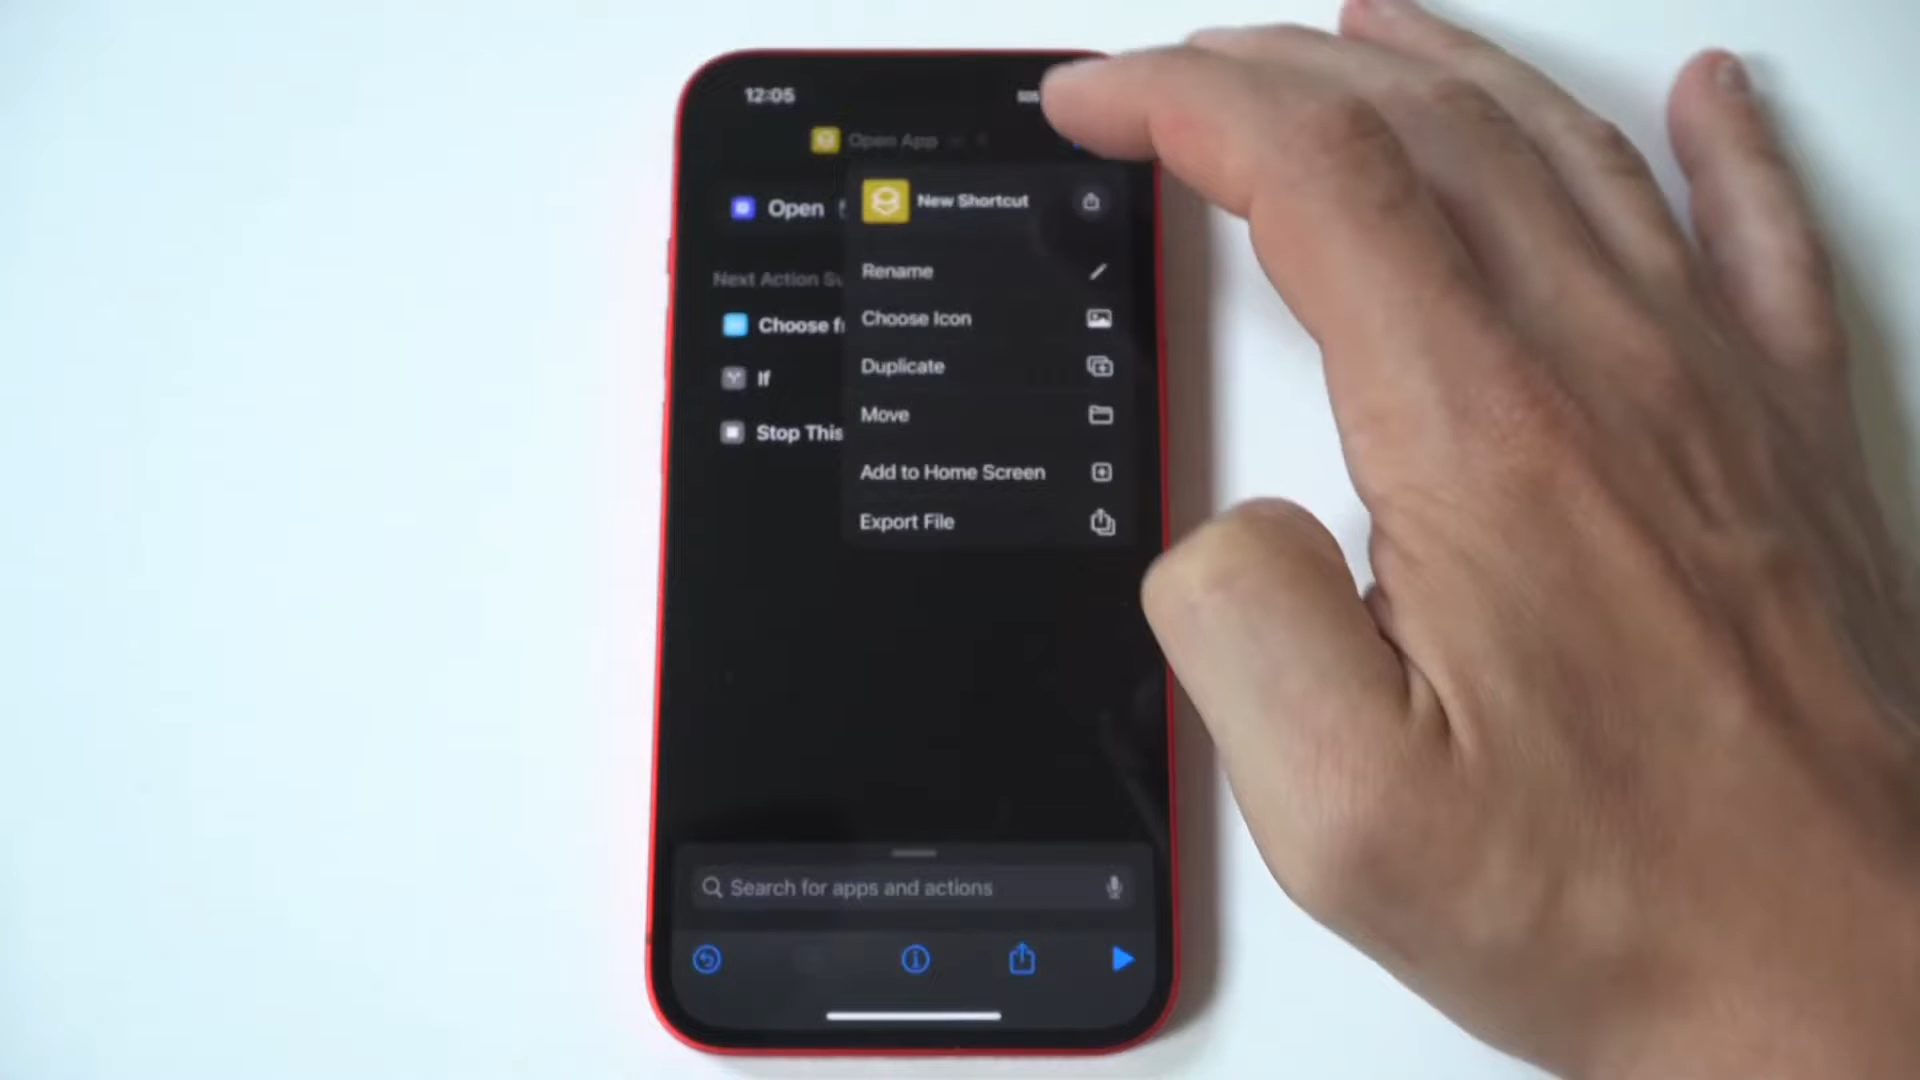 12:05
Open App
Open
New Shortcut
Next Action Su
Rename
Choose fr
Choose Icon
If
Duplicate
Stop This
Move
Add to Home Screen
Export File
Search for apps and actions